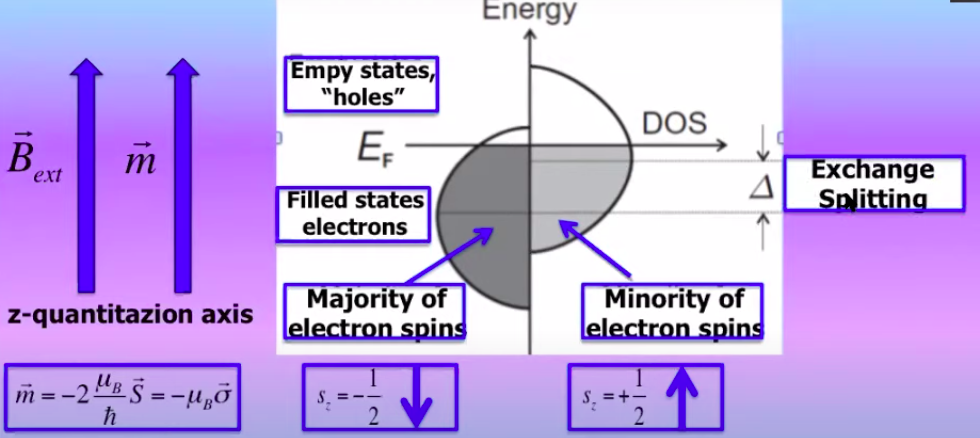 Energy
Empy states,
“holes”
DOS
E_F
B⃗_ext
m⃗
Δ
Exchange
Splitting
Filled states
electrons
Majority of
electron spins
Minority of
electron spins
z-quantitazion axis
m⃗ = -2 μ_B/ħ S⃗ = -μ_B σ⃗
s_z = - 1/2
s_z = + 1/2